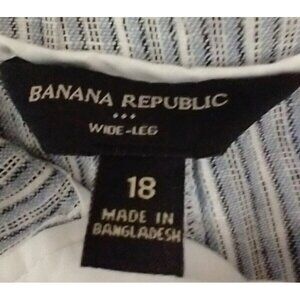 BANANA REPUBLIC
WIDE-LEG
18
MADE IN
BANGLADESH